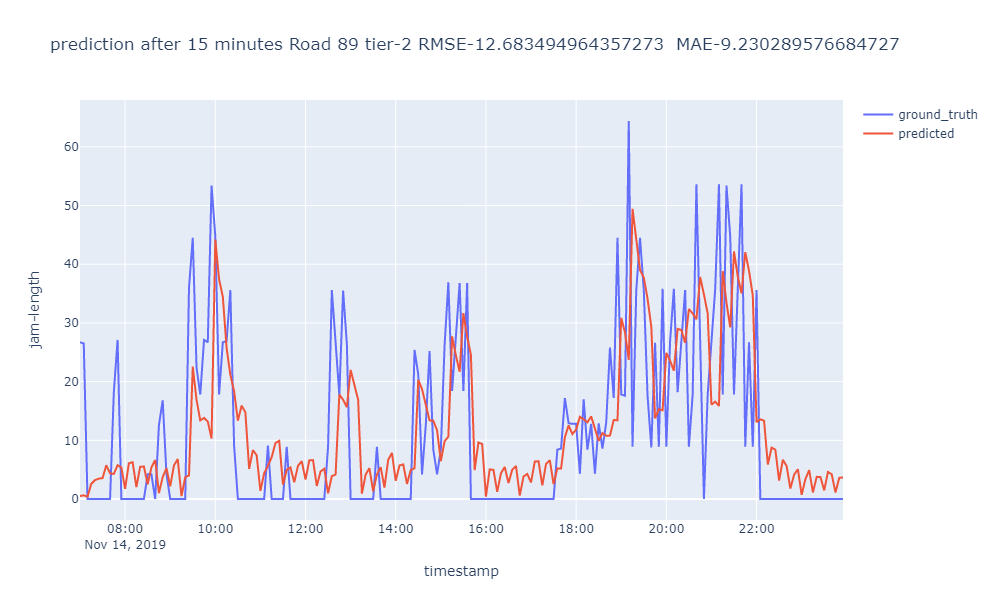 prediction after 15 minutes Road 89 tier-2 RMSE-12.683494964357273  MAE-9.230289576684727
ground_truth
predicted
60
50
40
30
20
10
0
jam-length
08:00 10:00 12:00 14:00 16:00 18:00 20:00 22:00
Nov 14, 2019
timestamp